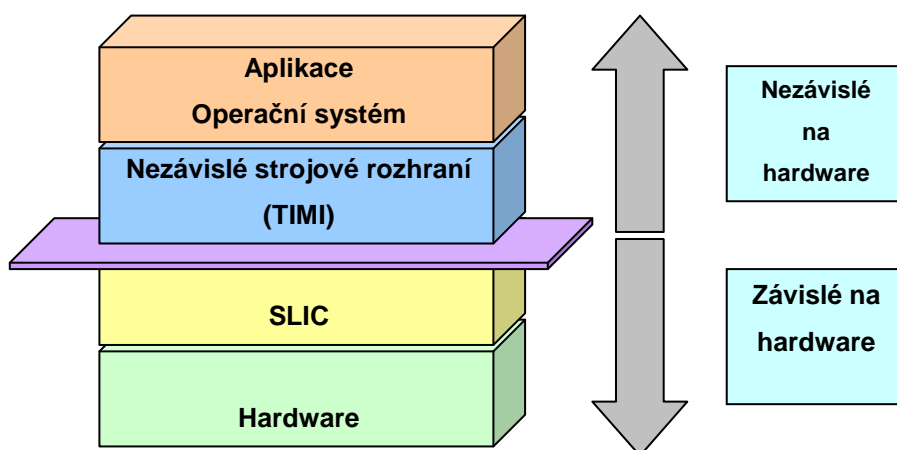 Aplikace
Operační systém
Nezávislé strojové rozhraní
(TIMI)
SLIC
Hardware
Nezávislé
na
hardware
Závislé na
hardware